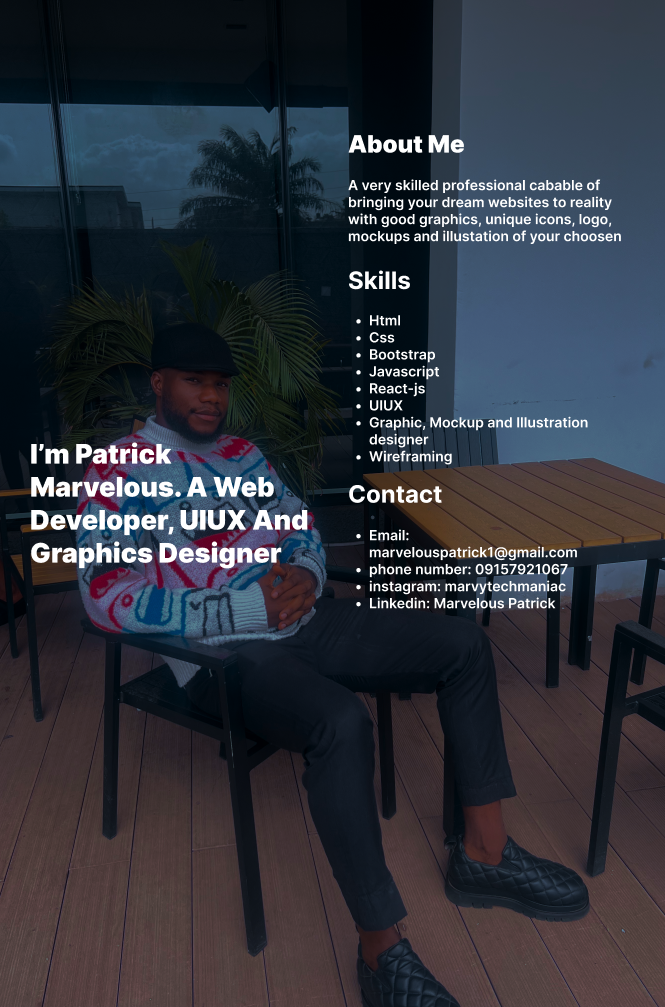 I'm Patrick
Marvelous. A Web
Developer, UIUX And
Graphics Designer
About Me
A very skilled professional cabable of
bringing your dream websites to reality
with good graphics, unique icons, logo,
mockups and illustation of your choosen
Skills
• Html
• Css
• Bootstrap
• Javascript
• React-js
• UIUX
• Graphic, Mockup and Illustration
designer
• Wireframing
Contact
• Email:
marvelouspatrick1@gmail.com
• phone number: 09157921067
• instagram: marvytechmaniac
• Linkedin: Marvelous Patrick